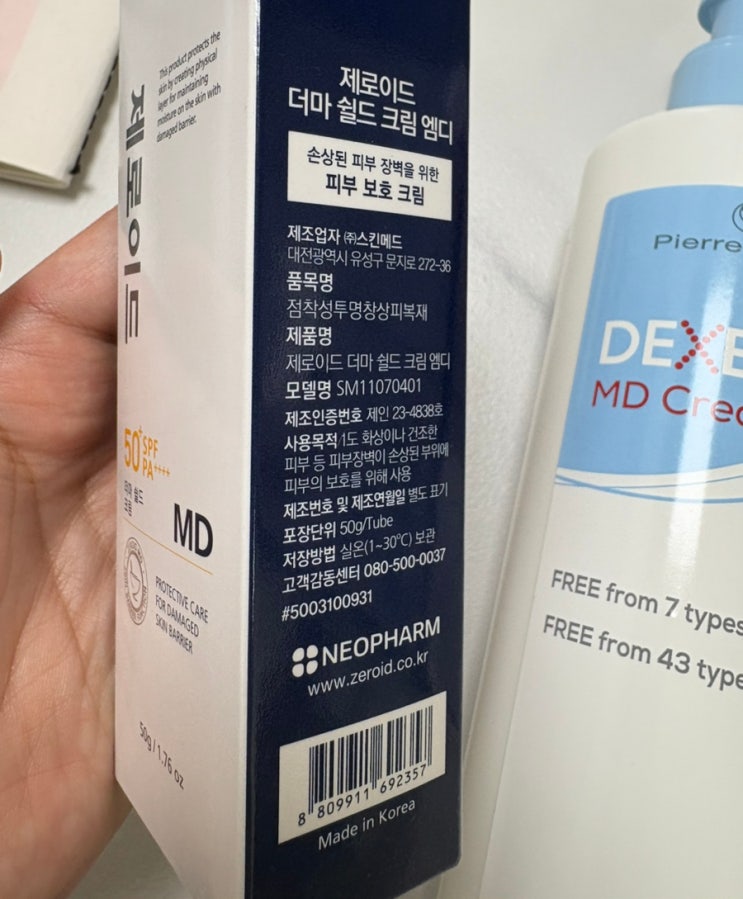 This product protects the
skin by creating physical
layer for maintaining
moisture on the skin with
damaged barrier.
제로이드
50+ SPF
PA++++
더마 쉴드
크림
MD
PROTECTIVE CARE
FOR DAMAGED
SKIN BARRIER
50g / 1.76 oz
제로이드
더마 쉴드 크림 엠디
손상된 피부 장벽을 위한
피부 보호 크림
제조업자 ㈜스킨메드
대전광역시 유성구 문지로 272-36
품목명
점착성투명창상피복재
제품명
제로이드 더마 쉴드 크림 엠디
모델명 SM11070401
제조인증번호 제인 23-4838호
사용목적 1도 화상이나 건조한
피부 등 피부장벽이 손상된 부위에
피부의 보호를 위해 사용
제조번호 및 제조연월일 별도 표기
포장단위 50g/Tube
저장방법 실온(1~30℃) 보관
고객감동센터 080-500-0037
#5003100931
NEOPHARM
www.zeroid.co.kr
8 809911 692357
Made in Korea
Pierre
DEXE
MD Crea
FREE from 7 types
FREE from 43 type